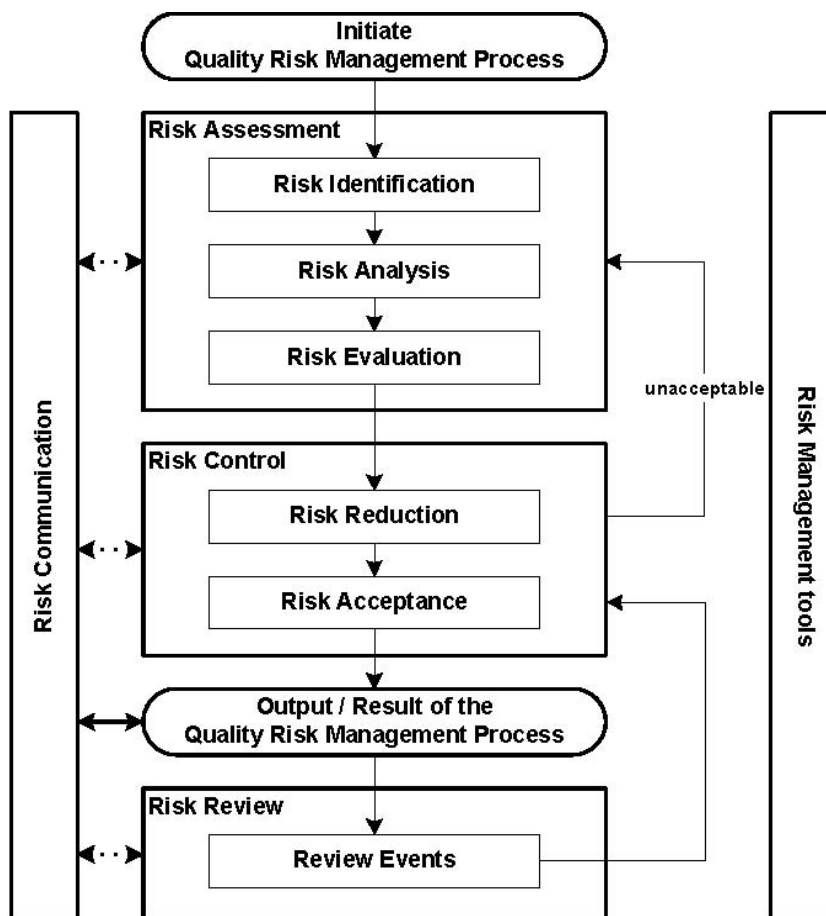 Initiate
Quality Risk Management Process
Risk Assessment
Risk Identification
Risk Analysis
Risk Evaluation
unacceptable
Risk Control
Risk Reduction
Risk Acceptance
Output / Result of the
Quality Risk Management Process
Risk Review
Review Events
Risk Communication
Risk Management tools